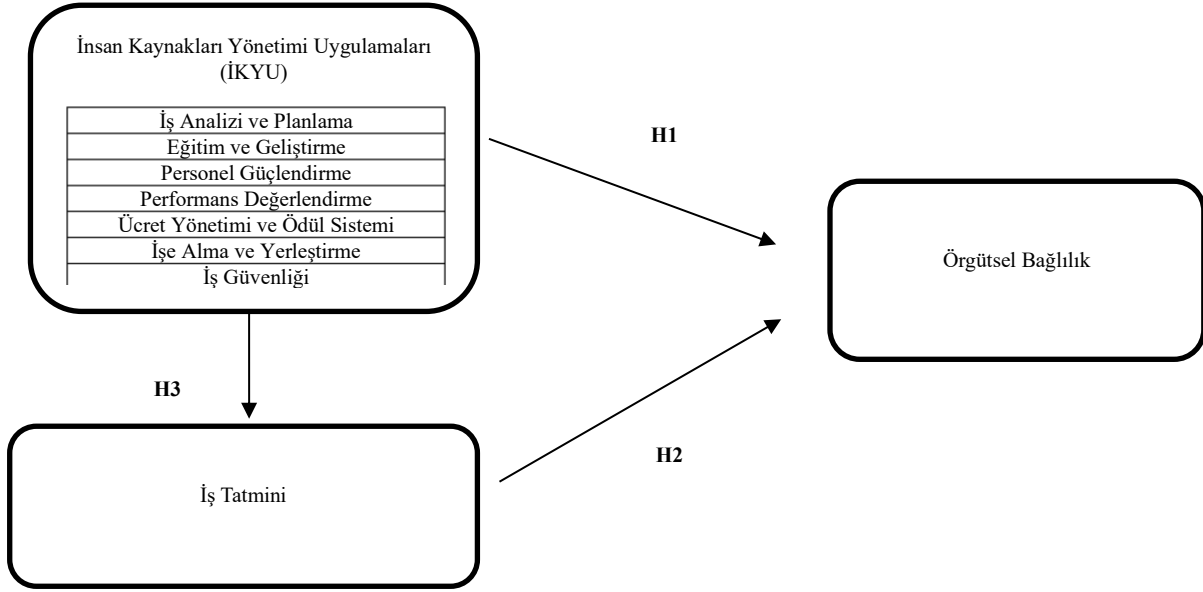 İnsan Kaynakları Yönetimi Uygulamaları
(İKYU)
İş Analizi ve Planlama
Eğitim ve Geliştirme
Personel Güçlendirme
Performans Değerlendirme
Ücret Yönetimi ve Ödül Sistemi
İşe Alma ve Yerleştirme
İş Güvenliği
H1
Örgütsel Bağlılık
H3
H2
İş Tatmini